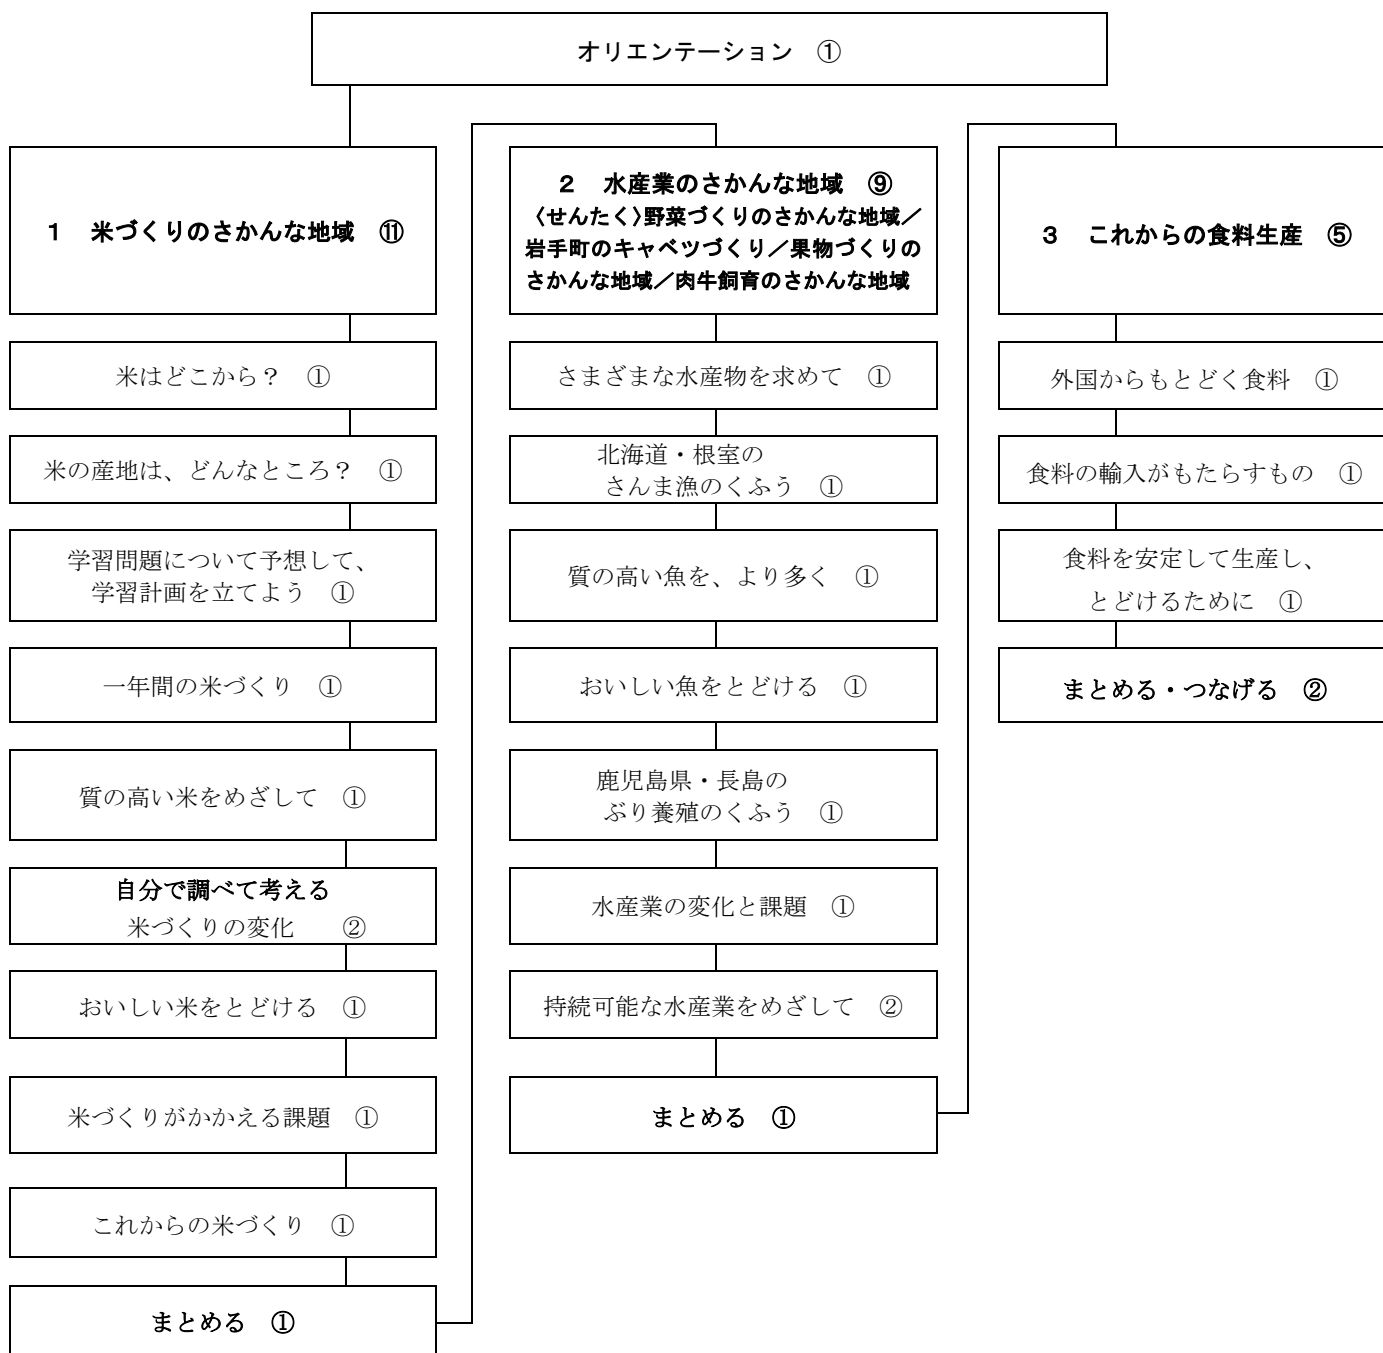 オリエンテーション　①
１　米づくりのさかんな地域　⑪
米はどこから？　①
米の産地は、どんなところ？　①
学習問題について予想して、
学習計画を立てよう　①
一年間の米づくり　①
質の高い米をめざして　①
自分で調べて考える
米づくりの変化　　②
おいしい米をとどける　①
米づくりがかかえる課題　①
これからの米づくり　①
まとめる　①
２　水産業のさかんな地域　⑨
〈せんたく〉野菜づくりのさかんな地域／
岩手町のキャベツづくり／果物づくりの
さかんな地域／肉牛飼育のさかんな地域
さまざまな水産物を求めて　①
北海道・根室の
さんま漁のくふう　①
質の高い魚を、より多く　①
おいしい魚をとどける　①
鹿児島県・長島の
ぶり養殖のくふう　①
水産業の変化と課題　①
持続可能な水産業をめざして　②
まとめる　①
３　これからの食料生産　⑤
外国からもとどく食料　①
食料の輸入がもたらすもの　①
食料を安定して生産し、
とどけるために　①
まとめる・つなげる　②